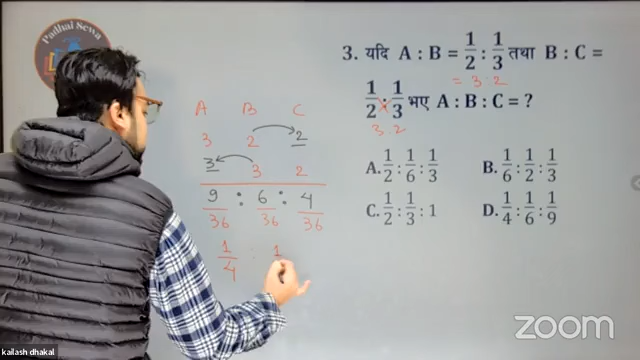 Padhai Sewa
3. यदि A : B = 1/2 : 1/3 तथा B : C =
= 3 : 2
1/2 : 1/3 भए A : B : C = ?
3 : 2
A. 1/2 : 1/6 : 1/3
B. 1/6 : 1/2 : 1/3
C. 1/2 : 1/3 : 1
D. 1/4 : 1/6 : 1/9
A B C
3 2 2
3 3 2
9 : 6 : 4
36 36 36
1/4 : 1
zoom
kailash dhakal